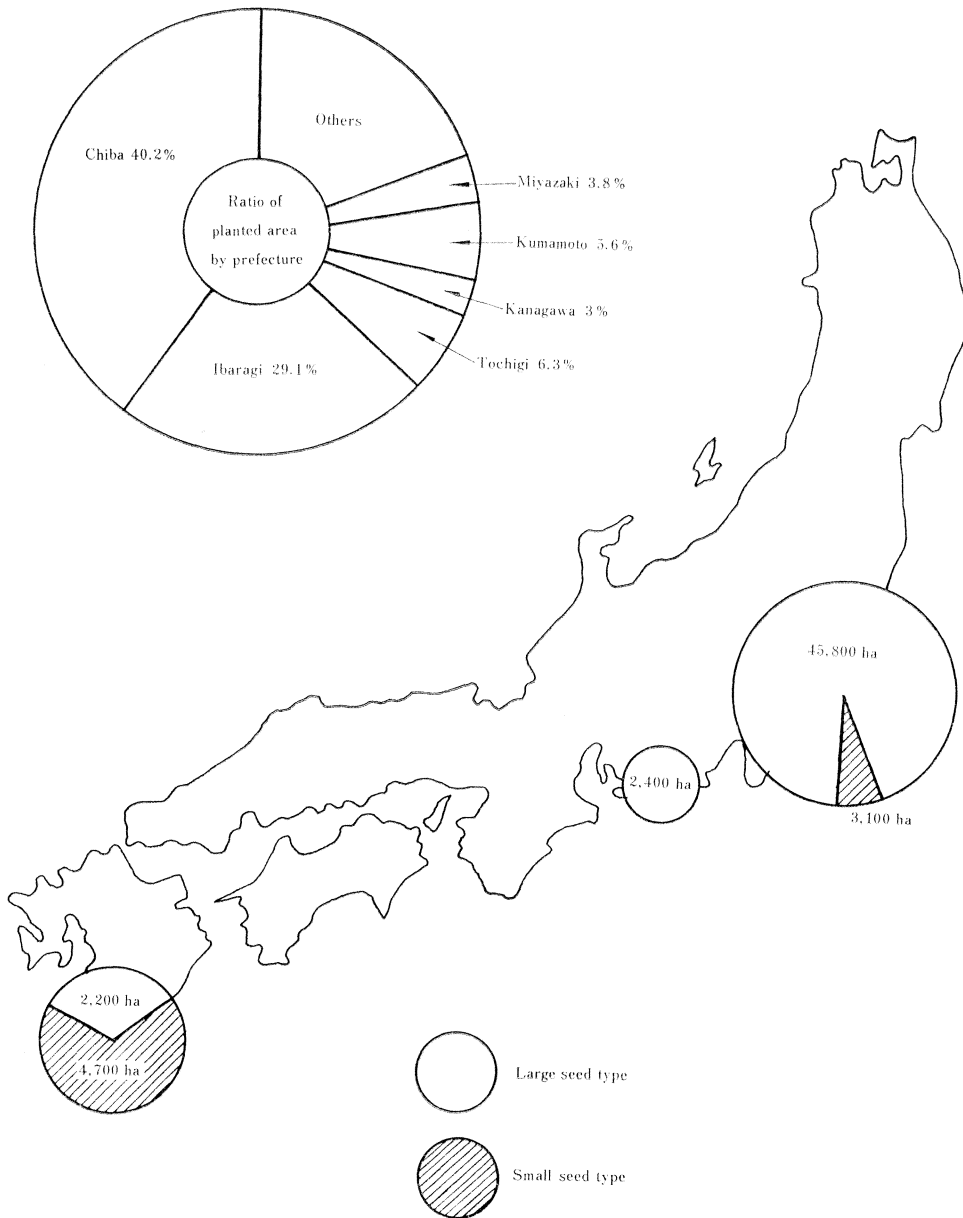 Others
Chiba 40.2%
Miyazaki 3.8%
Ratio of
planted area
by prefecture
Kumamoto 5.6%
Kanagawa 3%
Tochigi 6.3%
Ibaragi 29.1%
45,800 ha
2,400 ha
3,100 ha
2,200 ha
4,700 ha
Large seed type
Small seed type